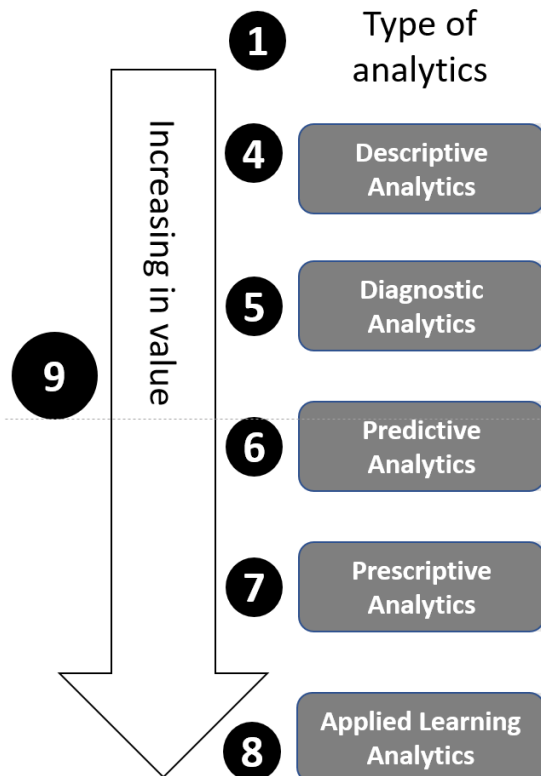 1
Type of
analytics
Increasing in value
4
Descriptive
Analytics
5
Diagnostic
Analytics
9
6
Predictive
Analytics
7
Prescriptive
Analytics
8
Applied Learning
Analytics